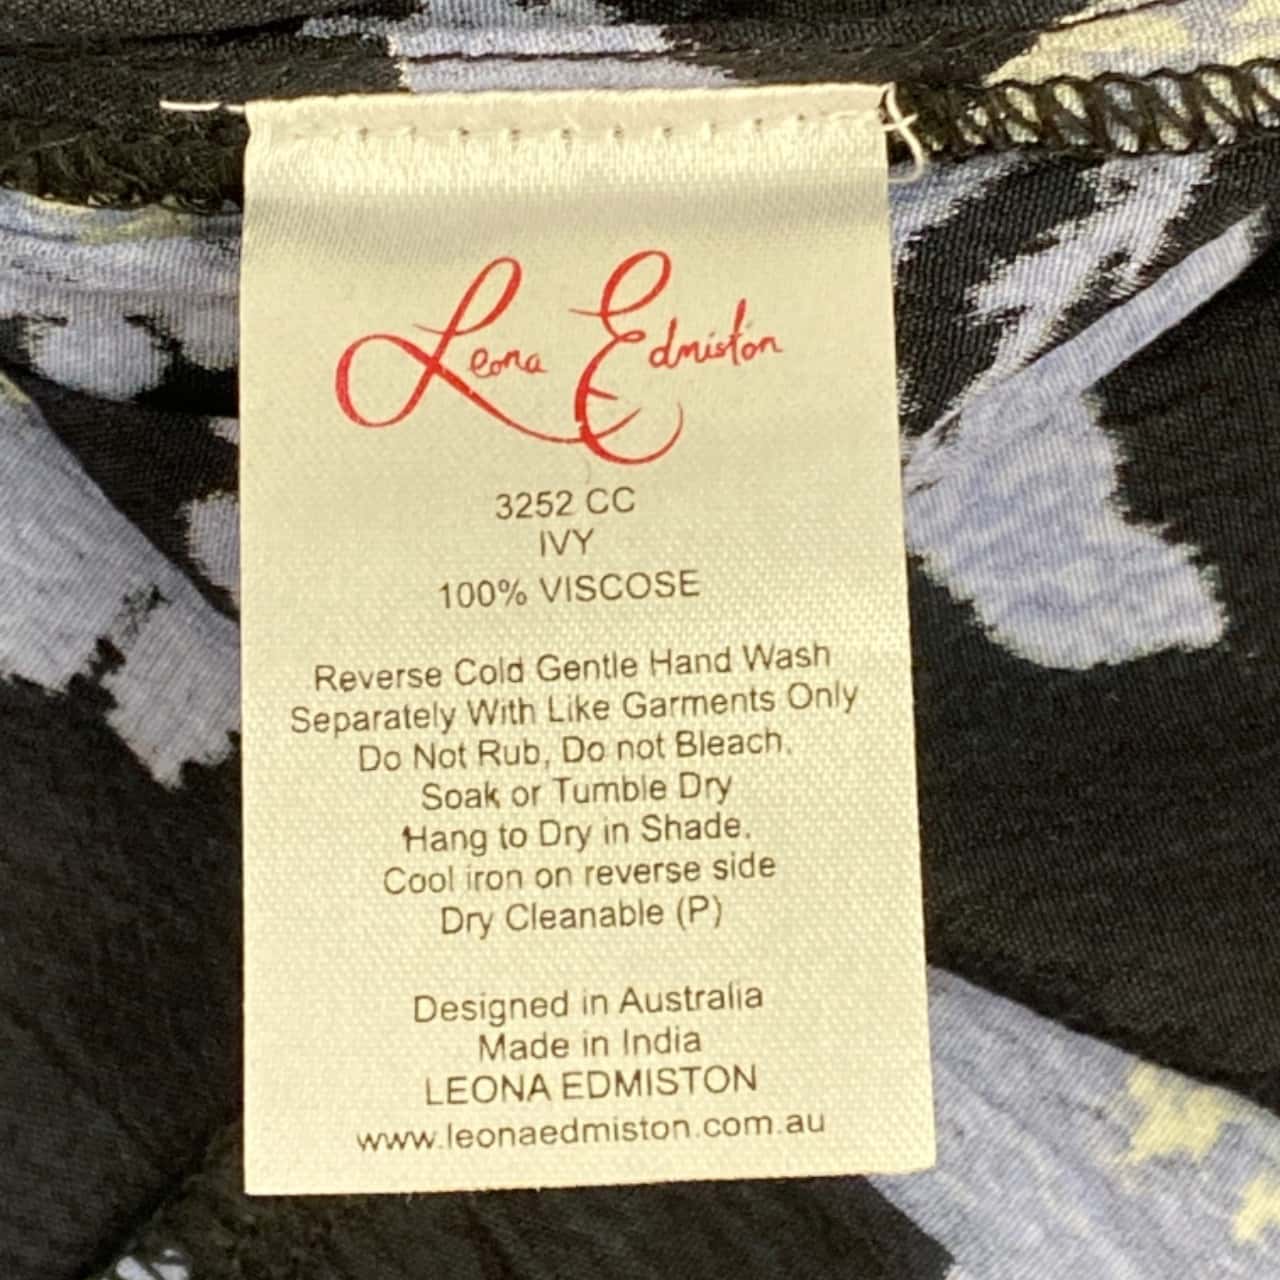 Leona Edmiston
3252 CC
IVY
100% VISCOSE
Reverse Cold Gentle Hand Wash
Separately With Like Garments Only
Do Not Rub, Do not Bleach.
Soak or Tumble Dry
Hang to Dry in Shade.
Cool iron on reverse side
Dry Cleanable (P)
Designed in Australia
Made in India
LEONA EDMISTON
www.leonaedmiston.com.au